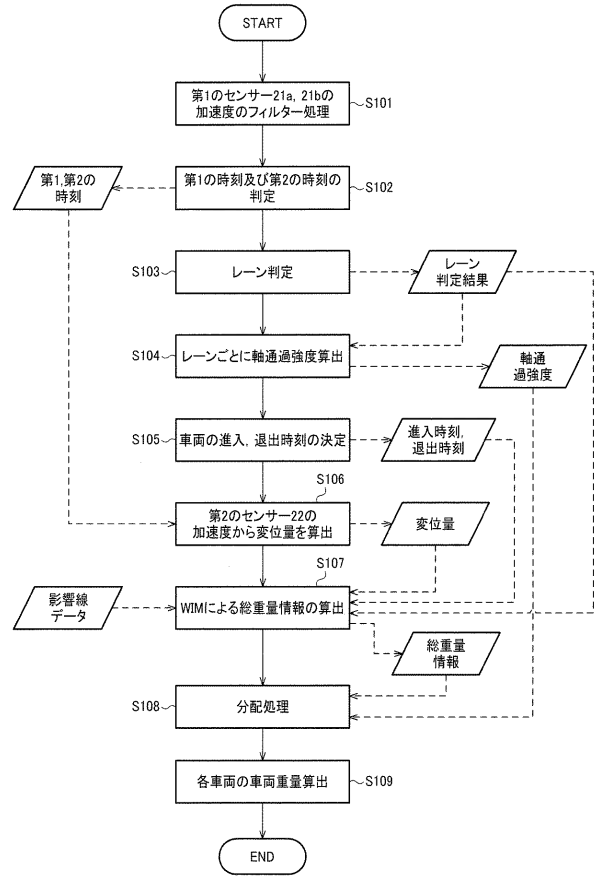 START
第1のセンサー21a, 21bの
加速度のフィルター処理
S101
第1,第2の
時刻
第1の時刻及び第2の時刻の
判定
S102
S103
レーン判定
レーン
判定結果
S104
レーンごとに軸通過強度算出
軸通
過強度
S105
車両の進入, 退出時刻の決定
進入時刻,
退出時刻
S106
第2のセンサー22の
加速度から変位量を算出
変位量
S107
影響線
データ
WIMによる総重量情報の算出
総重量
情報
S108
分配処理
各車両の車両重量算出
S109
END